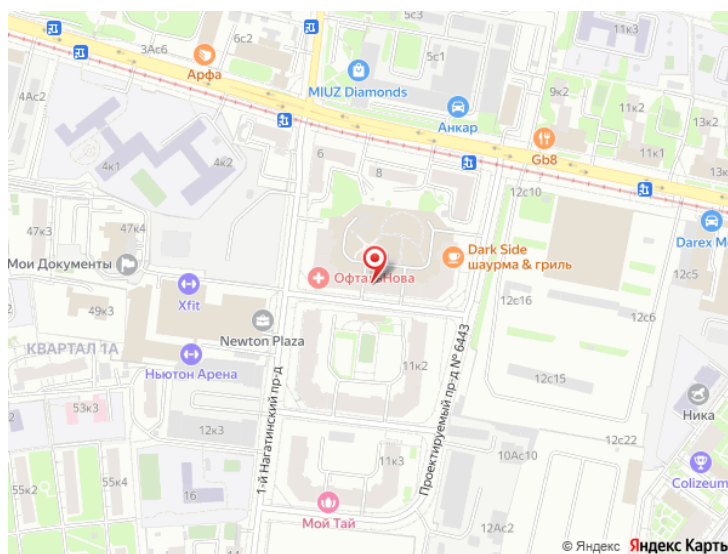 6с2
3Ас6
Арфа
4Ас2
5с1
MIUZ Diamonds
Анкар
11к3
9к2
11к2
Gb8
11к1
13к2
4к1
4к2
6
8
12с10
47к3
47к4
Мои Документы
Dark Side
шаурма & гриль
Darex M
12с5
Xfit
49к3
12с16
12с6
Newton Plaza
КВАРТАЛ 1А
Ньютон Арена
11к2
12с15
Ника
53к3
12к3
1-й Нагатинский пр-д
Проектируемый пр-д № 6443
12с22
10Ас2
11к3
Colizeum
55к4
55к2
16
Мой Тай
12Ас2
© Яндекс Яндекс Карты